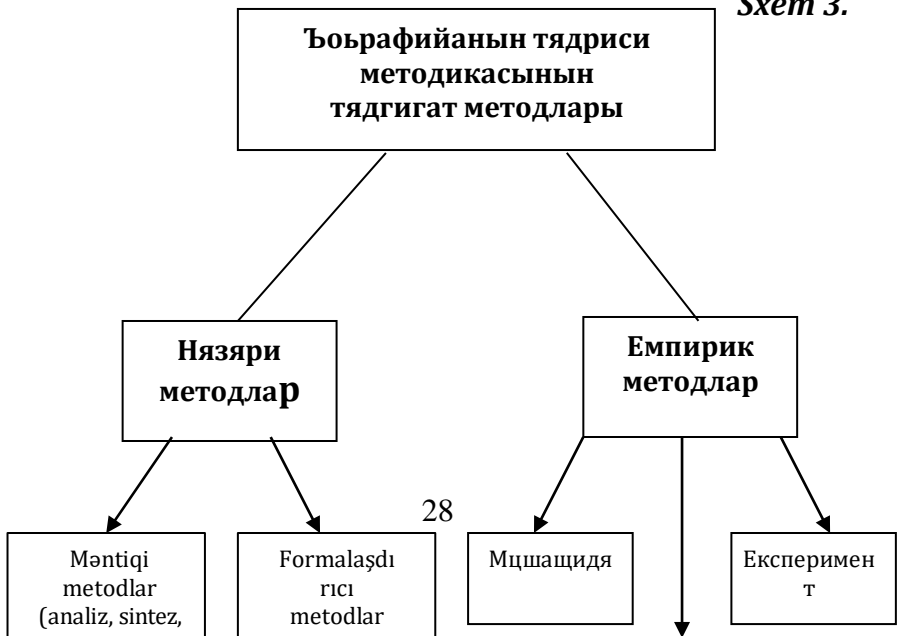 Sxem 3.
Ъоьрафийанын тядриси
методикасынын
тядгигат методлары
Нязяри
методлар
Емпирик
методлар
28
Məntiqi
metodlar
(analiz, sintez,
Formalaşdı
rıcı
metodlar
Мцшащидя
Експеримен
т